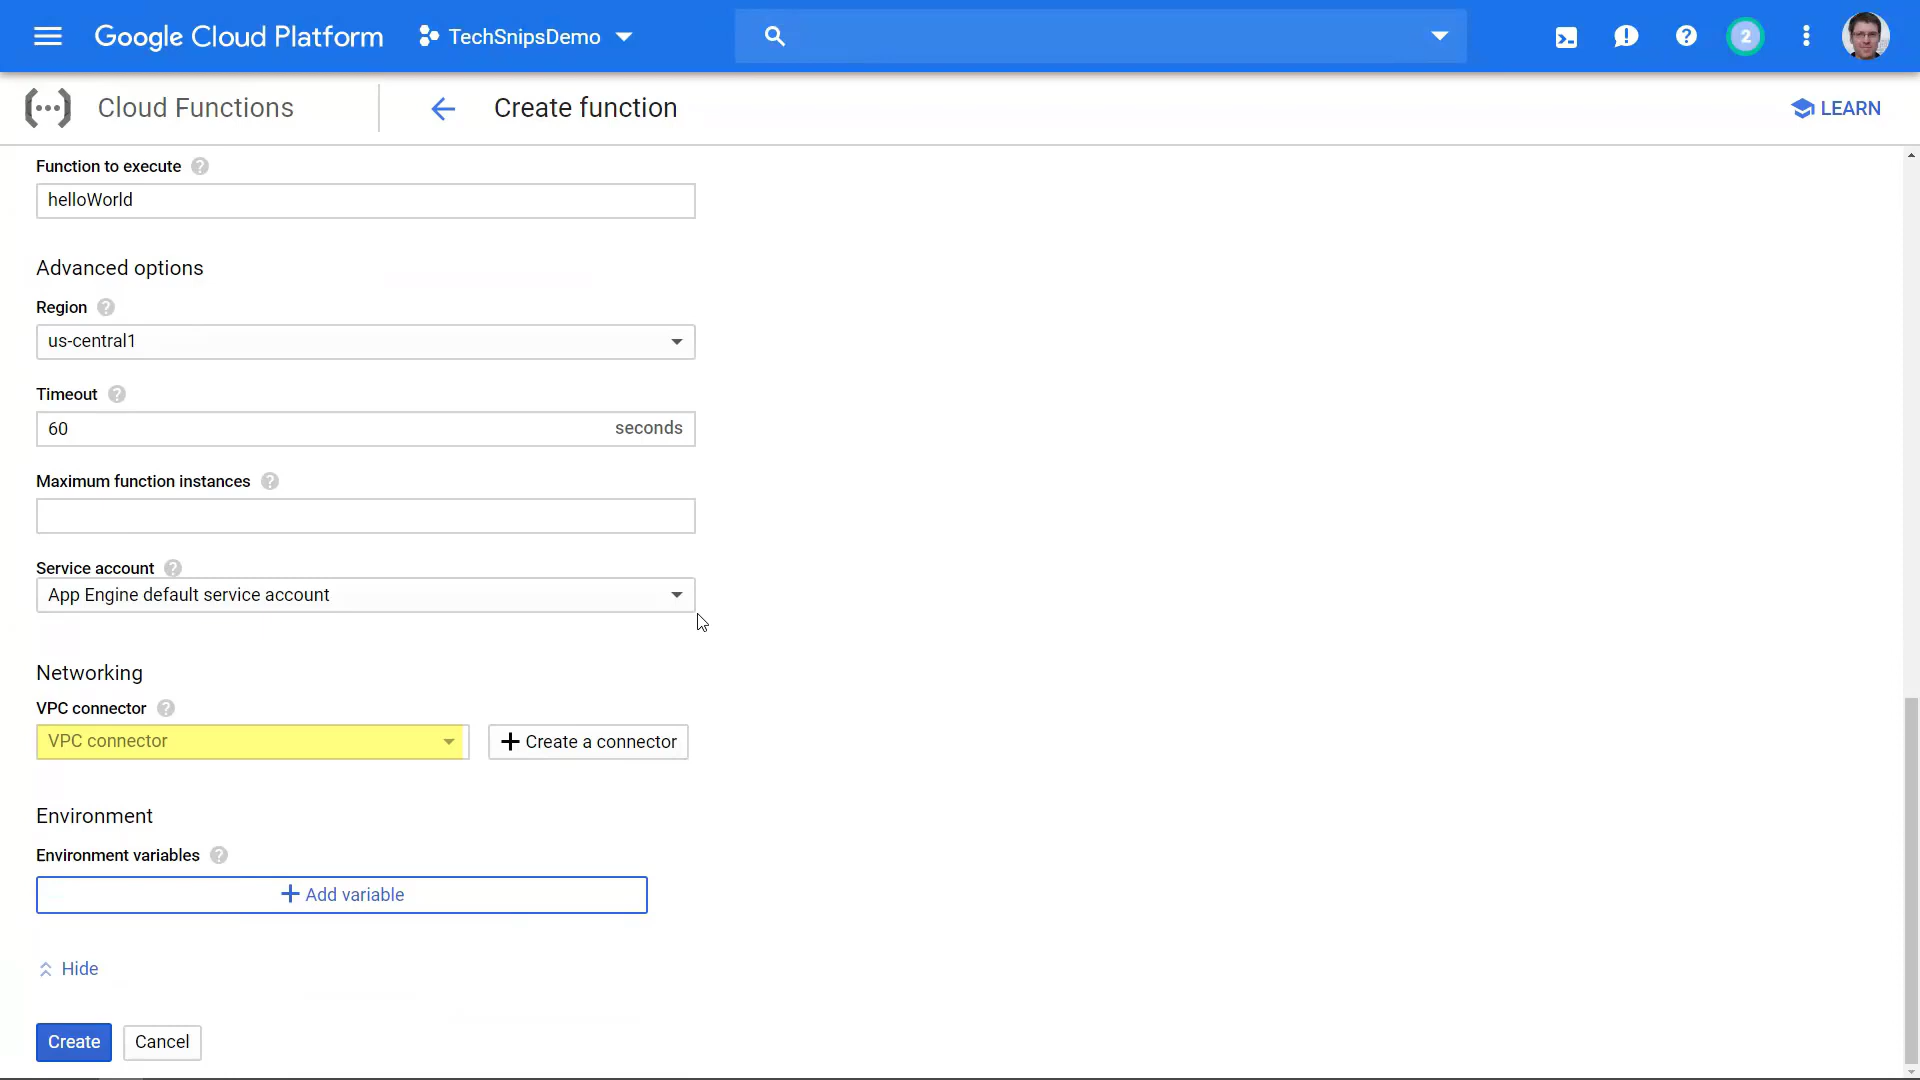 Google Cloud Platform TechSnipsDemo 2
Cloud Functions Create function LEARN
Function to execute
helloWorld
Advanced options
Region
us-central1
Timeout
60 seconds
Maximum function instances
Service account
App Engine default service account
Networking
VPC connector
VPC connector + Create a connector
Environment
Environment variables
+ Add variable
Hide
Create Cancel